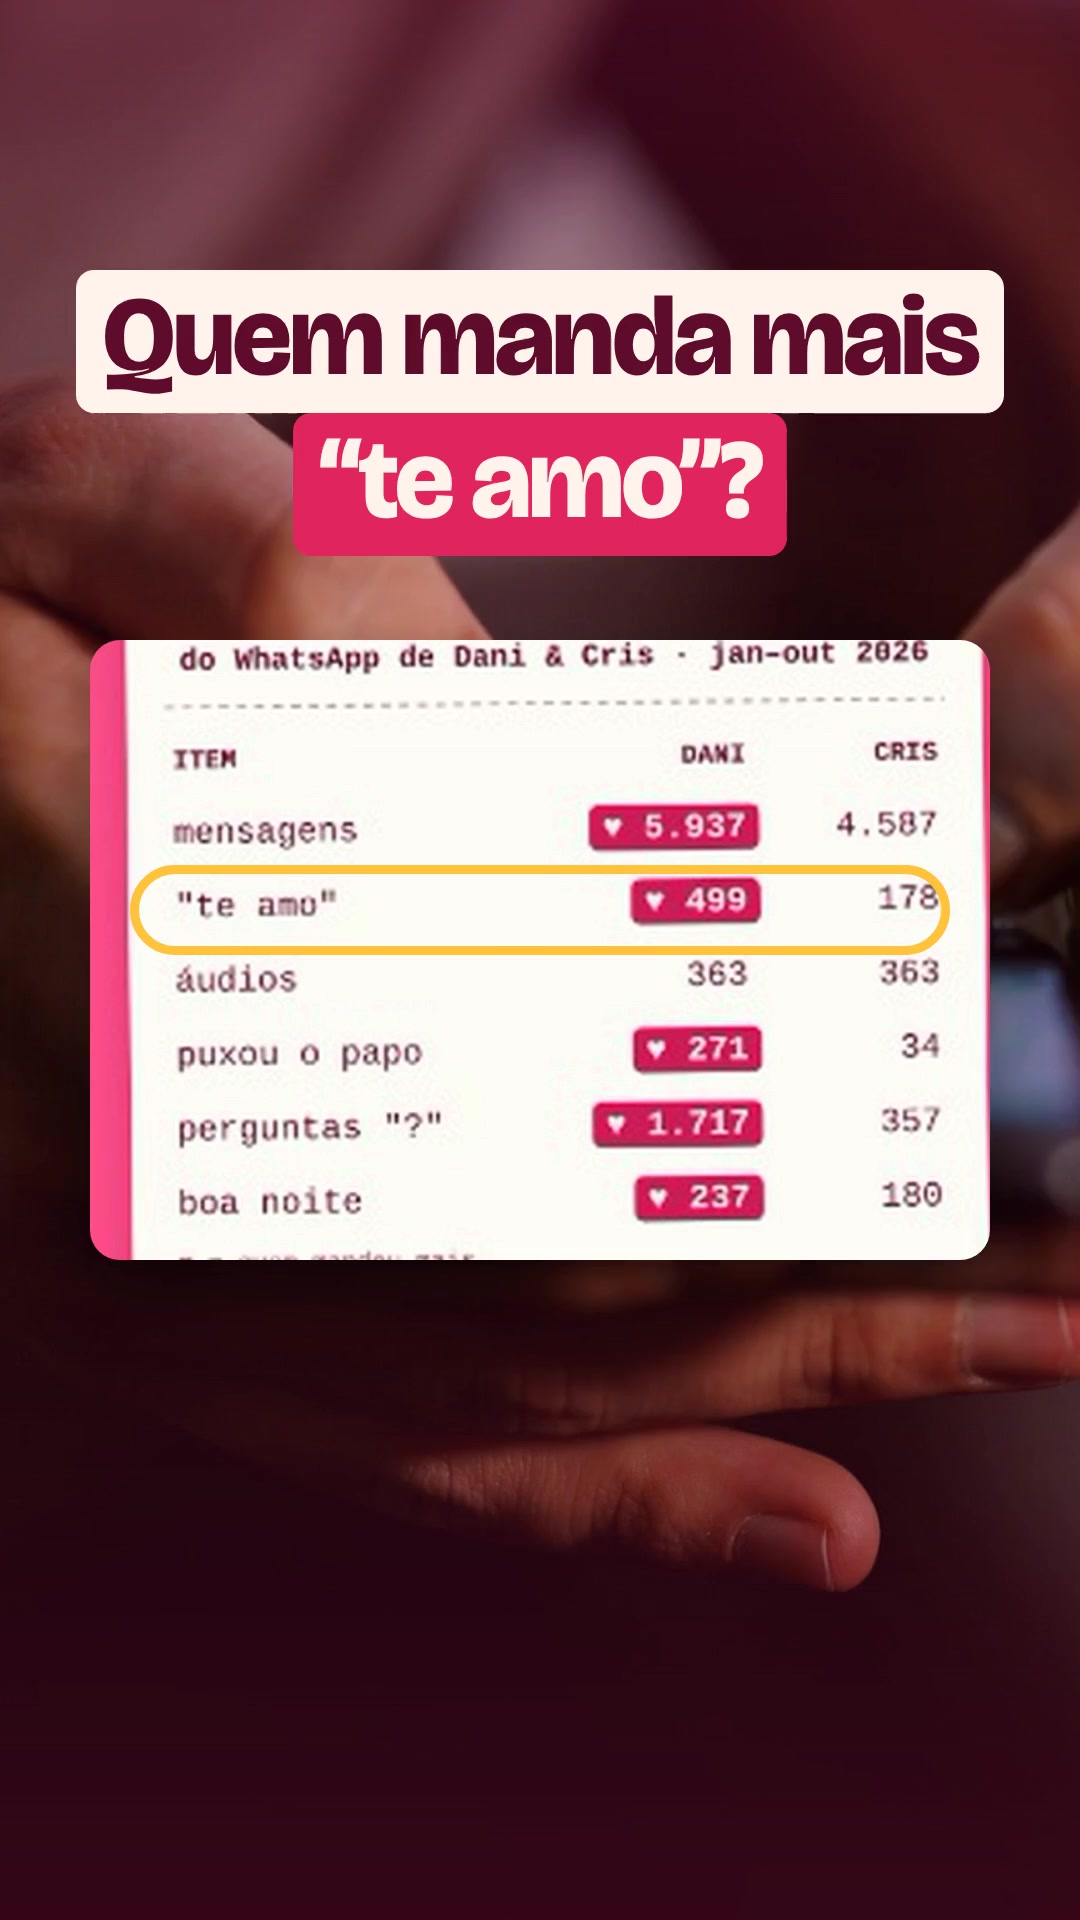 Quem manda mais
“te amo”?
do WhatsApp de Dani & Cris · jan-out 2026
ITEM DANI CRIS
mensagens ♥ 5.937 4.587
"te amo" ♥ 499 178
áudios 363 363
puxou o papo ♥ 271 34
perguntas "?" ♥ 1.717 357
boa noite ♥ 237 180